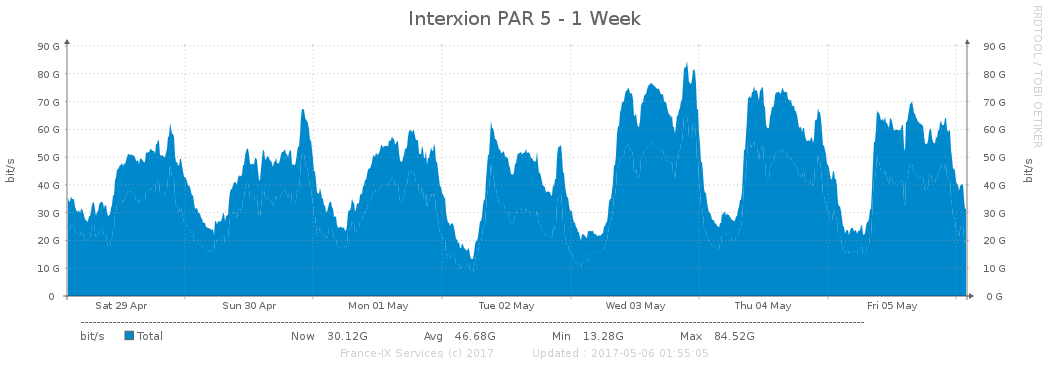 Interxion PAR 5 - 1 Week
RRDTOOL / TOBI OETIKER
90 G 90 G
80 G 80 G
70 G 70 G
60 G 60 G
50 G 50 G
40 G 40 G
30 G 30 G
20 G 20 G
10 G 10 G
0 0 G
bit/s bit/s
Sat 29 Apr Sun 30 Apr Mon 01 May Tue 02 May Wed 03 May Thu 04 May Fri 05 May
bit/s Total Now 30.12G Avg 46.68G Min 13.28G Max 84.52G
France-IX Services (c) 2017 Updated : 2017-05-06 01:55:05